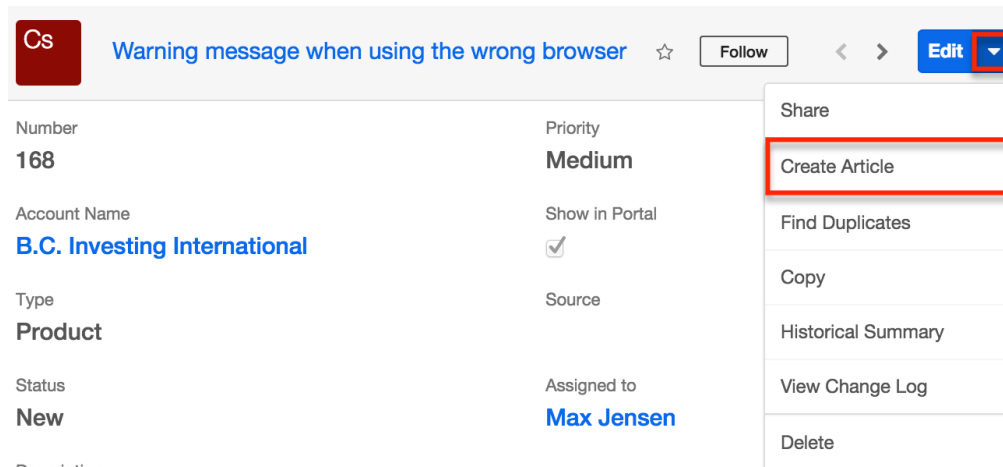 Cs
Warning message when using the wrong browser
Follow
Edit
Share
Create Article
Find Duplicates
Copy
Historical Summary
View Change Log
Delete
Number
168
Priority
Medium
Account Name
B.C. Investing International
Show in Portal
Type
Product
Source
Status
New
Assigned to
Max Jensen